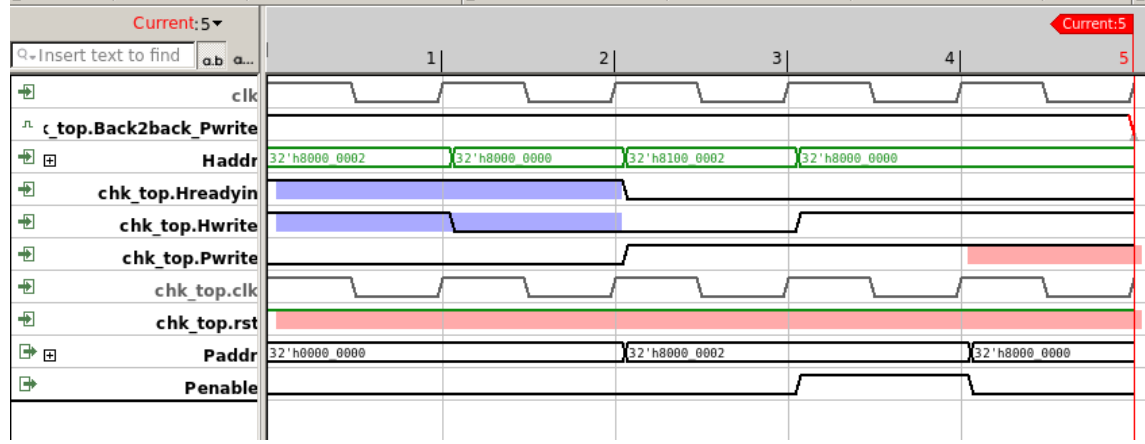 Current:5▾
Current:5
Insert text to find a.b a...
1 2 3 4 5
clk
‹_top.Back2back_Pwrite
Haddr 32'h8000_0002 32'h8000_0000 32'h8100_0002 32'h8000_0000
chk_top.Hreadyin
chk_top.Hwrite
chk_top.Pwrite
chk_top.clk
chk_top.rst
Paddr 32'h0000_0000 32'h8000_0002 32'h8000_0000
Penable